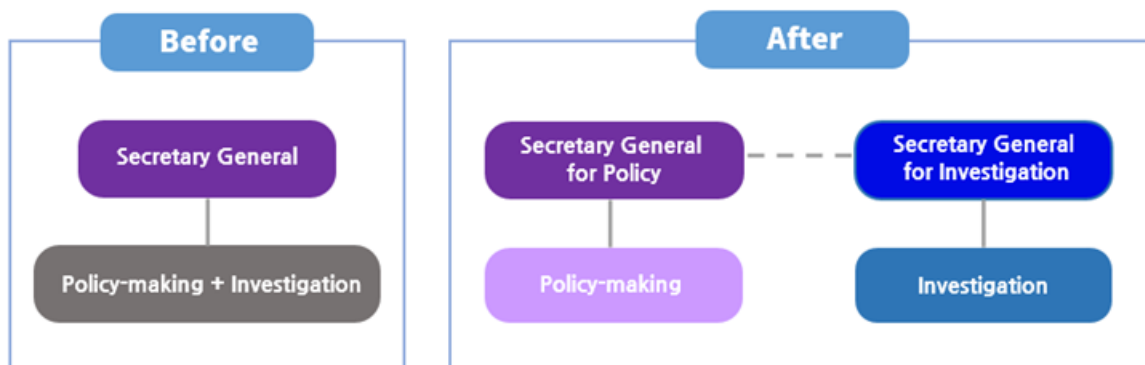 Before
Secretary General
Policy-making + Investigation
After
Secretary General
for Policy
Secretary General
for Investigation
Policy-making
Investigation